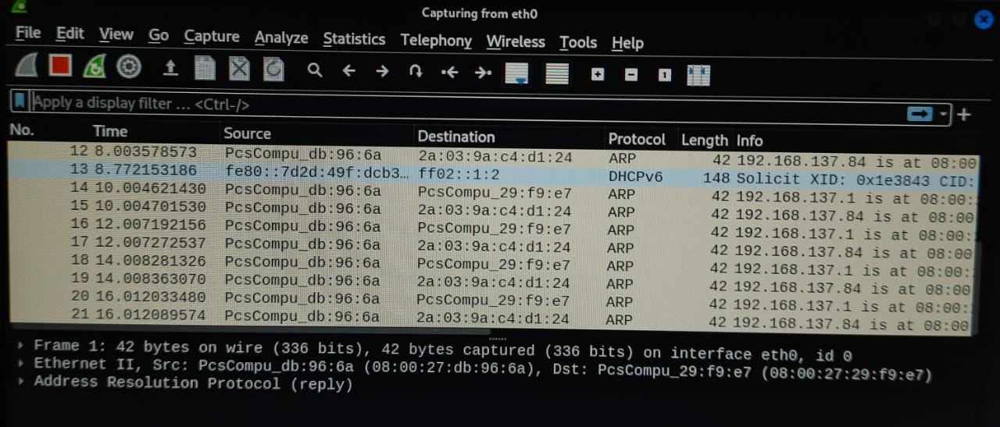 Capturing from eth0
File Edit View Go Capture Analyze Statistics Telephony Wireless Tools Help
Apply a display filter … <Ctrl-/>
No. Time Source Destination Protocol Length Info
12 8.003578573 PcsCompu_db:96:6a 2a:03:9a:c4:d1:24 ARP 42 192.168.137.84 is at 08:00
13 8.772153186 fe80::7d2d:49f:dcb3… ff02::1:2 DHCPv6 148 Solicit XID: 0x1e3843 CID:
14 10.004621430 PcsCompu_db:96:6a PcsCompu_29:f9:e7 ARP 42 192.168.137.1 is at 08:00:
15 10.004701530 PcsCompu_db:96:6a 2a:03:9a:c4:d1:24 ARP 42 192.168.137.84 is at 08:00
16 12.007192156 PcsCompu_db:96:6a PcsCompu_29:f9:e7 ARP 42 192.168.137.1 is at 08:00:
17 12.007272537 PcsCompu_db:96:6a 2a:03:9a:c4:d1:24 ARP 42 192.168.137.84 is at 08:00
18 14.008281326 PcsCompu_db:96:6a PcsCompu_29:f9:e7 ARP 42 192.168.137.1 is at 08:00:
19 14.008363070 PcsCompu_db:96:6a 2a:03:9a:c4:d1:24 ARP 42 192.168.137.84 is at 08:00
20 16.012033480 PcsCompu_db:96:6a PcsCompu_29:f9:e7 ARP 42 192.168.137.1 is at 08:00:
21 16.012089574 PcsCompu_db:96:6a 2a:03:9a:c4:d1:24 ARP 42 192.168.137.84 is at 08:00
Frame 1: 42 bytes on wire (336 bits), 42 bytes captured (336 bits) on interface eth0, id 0
Ethernet II, Src: PcsCompu_db:96:6a (08:00:27:db:96:6a), Dst: PcsCompu_29:f9:e7 (08:00:27:29:f9:e7)
Address Resolution Protocol (reply)